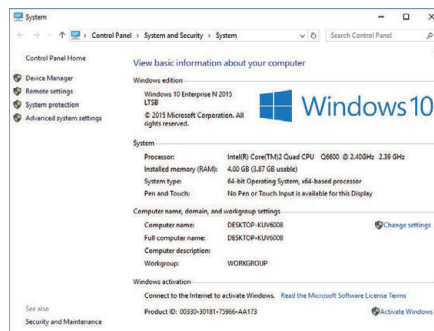 System
Control Panel
System and Security
System
Search Control Panel
Control Panel Home
Device Manager
Remote settings
System protection
Advanced system settings
See also
Security and Maintenance
View basic information about your computer
Windows edition
Windows 10 Enterprise N 2015
LTSB
© 2015 Microsoft Corporation. All
rights reserved.
Windows 10
System
Processor: Intel(R) Core(TM)2 Quad CPU Q6600 @ 2.40GHz 2.39 GHz
Installed memory (RAM): 4.00 GB (3.87 GB usable)
System type: 64-bit Operating System, x64-based processor
Pen and Touch: No Pen or Touch Input is available for this Display
Computer name, domain, and workgroup settings
Computer name: DESKTOP-KUV6008
Change settings
Full computer name: DESKTOP-KUV6008
Computer description:
Workgroup: WORKGROUP
Windows activation
Connect to the Internet to activate Windows. Read the Microsoft Software License Terms
Product ID: 00330-30181-75966-AA173
Activate Windows